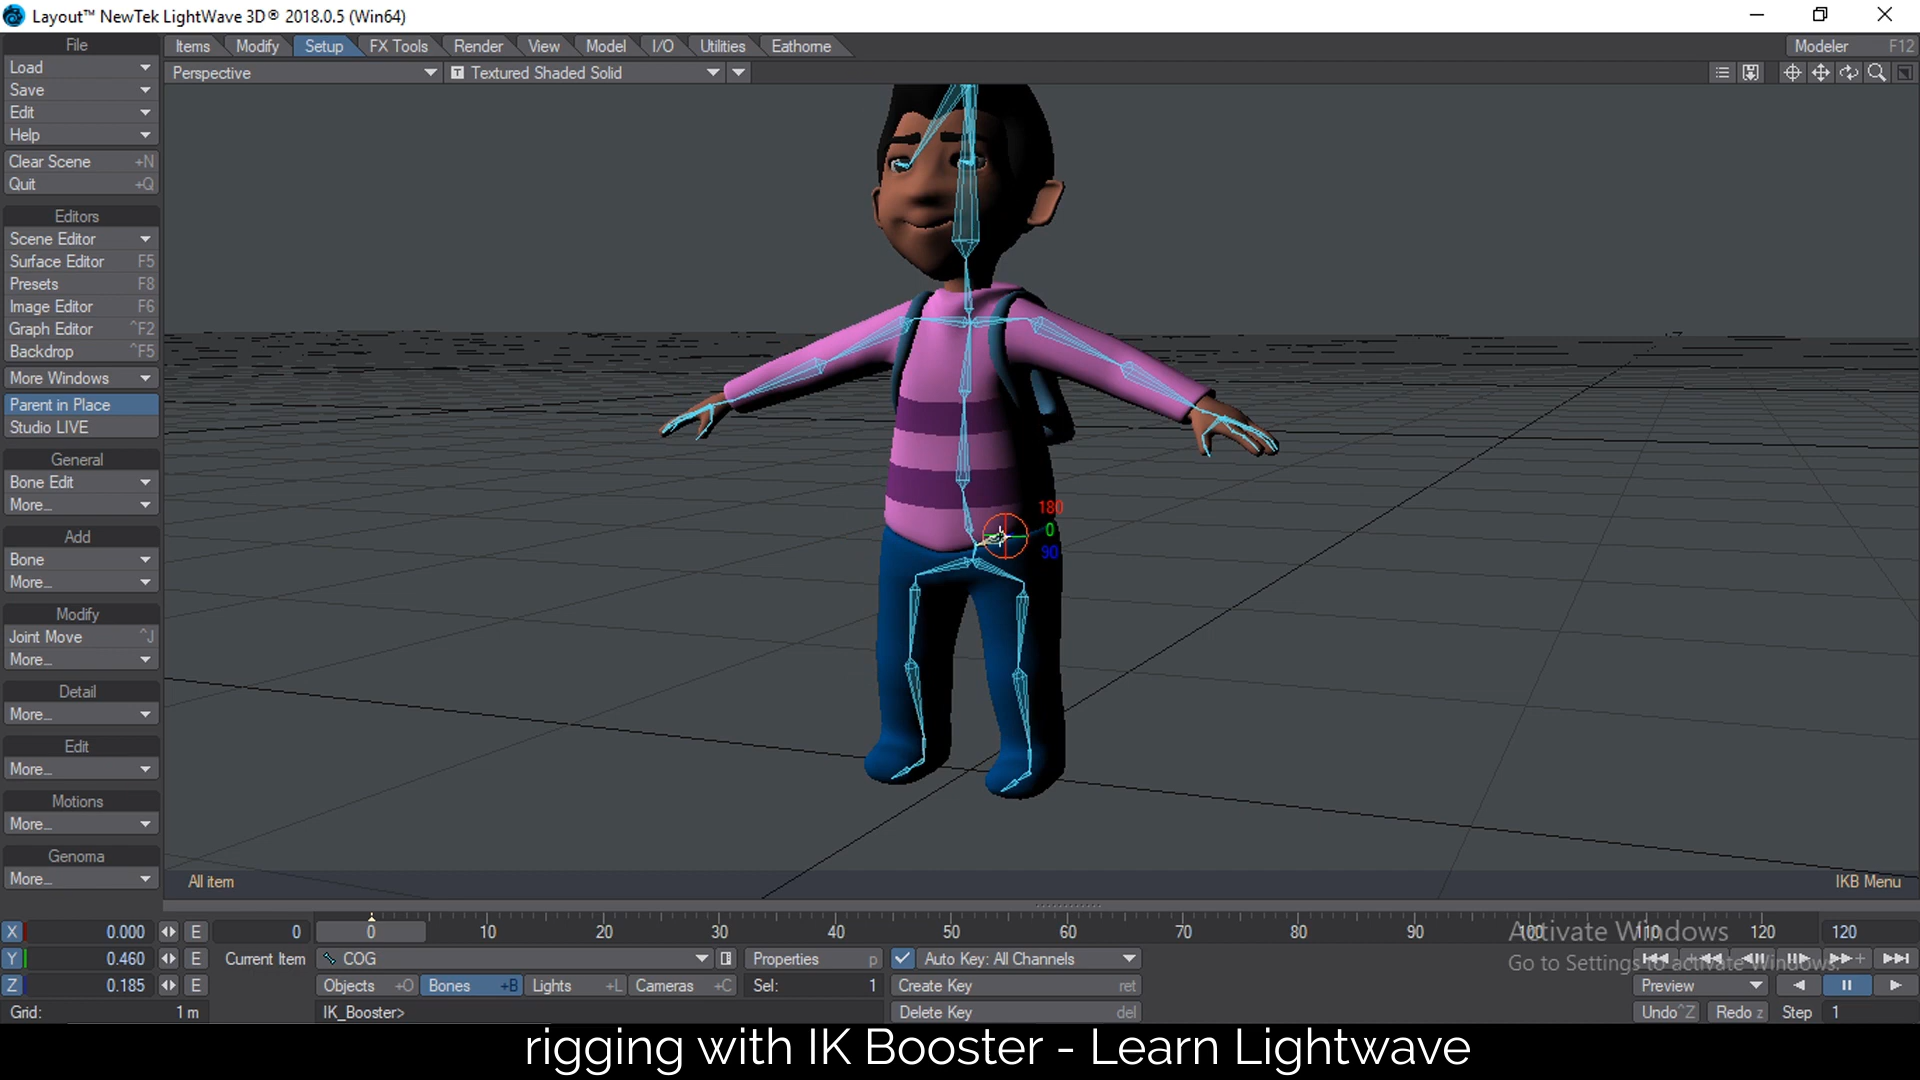 Layout™ NewTek LightWave 3D® 2018.0.5 (Win64)
File
Items Modify Setup FX Tools Render View Model I/O Utilities Eathome
Modeler F12
Load
Perspective
T Textured Shaded Solid
Save
Edit
Help
Clear Scene +N
Quit +Q
Editors
Scene Editor
Surface Editor F5
Presets F8
Image Editor F6
Graph Editor ^F2
Backdrop ^F5
More Windows
Parent in Place
Studio LIVE
General
Bone Edit
More...
Add
Bone
More...
Modify
Joint Move ^J
More...
Detail
More...
Edit
More...
Motions
More...
Genoma
More...
180
0
90
All item
IKB Menu
X 0.000 E 0 0 10 20 30 40 50 60 70 80 90 100 110 120 120
Y 0.460 E Current Item COG Properties p Auto Key: All Channels
Z 0.185 E Objects +O Bones +B Lights +L Cameras +C Sel: 1 Create Key ret Preview
Grid: 1 m IK_Booster> Delete Key del Undo ^Z Redo z Step 1
Activate Windows
Go to Settings to activate Windows.
rigging with IK Booster - Learn Lightwave